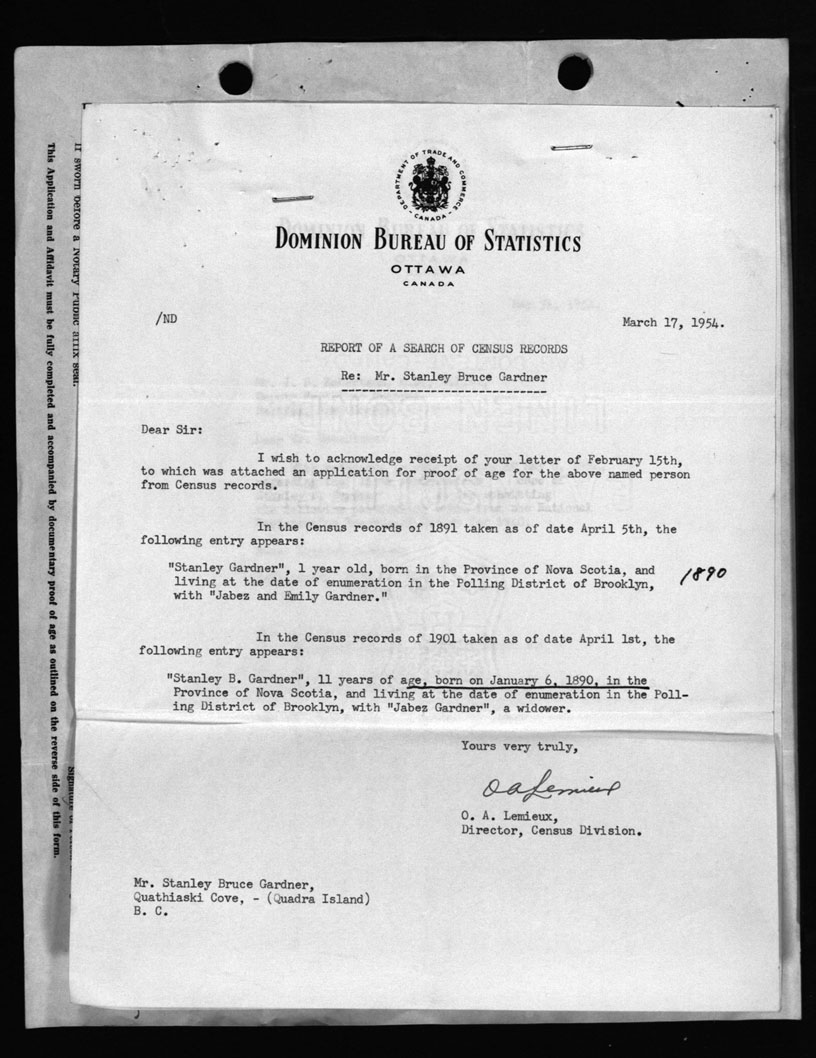 DEPARTMENT OF TRADE AND COMMERCE
- CANADA -
DOMINION BUREAU OF STATISTICS
OTTAWA
CANADA
/ND
March 17, 1954.
REPORT OF A SEARCH OF CENSUS RECORDS
Re: Mr. Stanley Bruce Gardner
Dear Sir:
I wish to acknowledge receipt of your letter of February 15th,
to which was attached an application for proof of age for the above named person
from Census records.
In the Census records of 1891 taken as of date April 5th, the
following entry appears:
"Stanley Gardner", 1 year old, born in the Province of Nova Scotia, and
living at the date of enumeration in the Polling District of Brooklyn,
with "Jabez and Emily Gardner."
1890
In the Census records of 1901 taken as of date April 1st, the
following entry appears:
"Stanley B. Gardner", 11 years of age, born on January 6, 1890, in the
Province of Nova Scotia, and living at the date of enumeration in the Poll-
ing District of Brooklyn, with "Jabez Gardner", a widower.
Yours very truly,
O A Lemieux
O. A. Lemieux,
Director, Census Division.
Mr. Stanley Bruce Gardner,
Quathiaski Cove, - (Quadra Island)
B. C.
If sworn before a Notary Public affix seal.
This Application and Affidavit must be fully completed and accompanied by documentary proof of age as outlined on the reverse side of this form.
Signature of